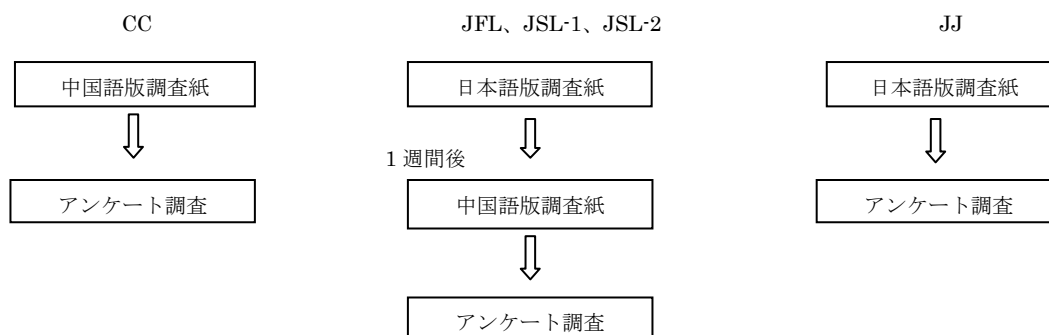 CC
JFL、JSL-1、JSL-2
JJ
中国語版調査紙
日本語版調査紙
日本語版調査紙
1 週間後
アンケート調査
中国語版調査紙
アンケート調査
アンケート調査